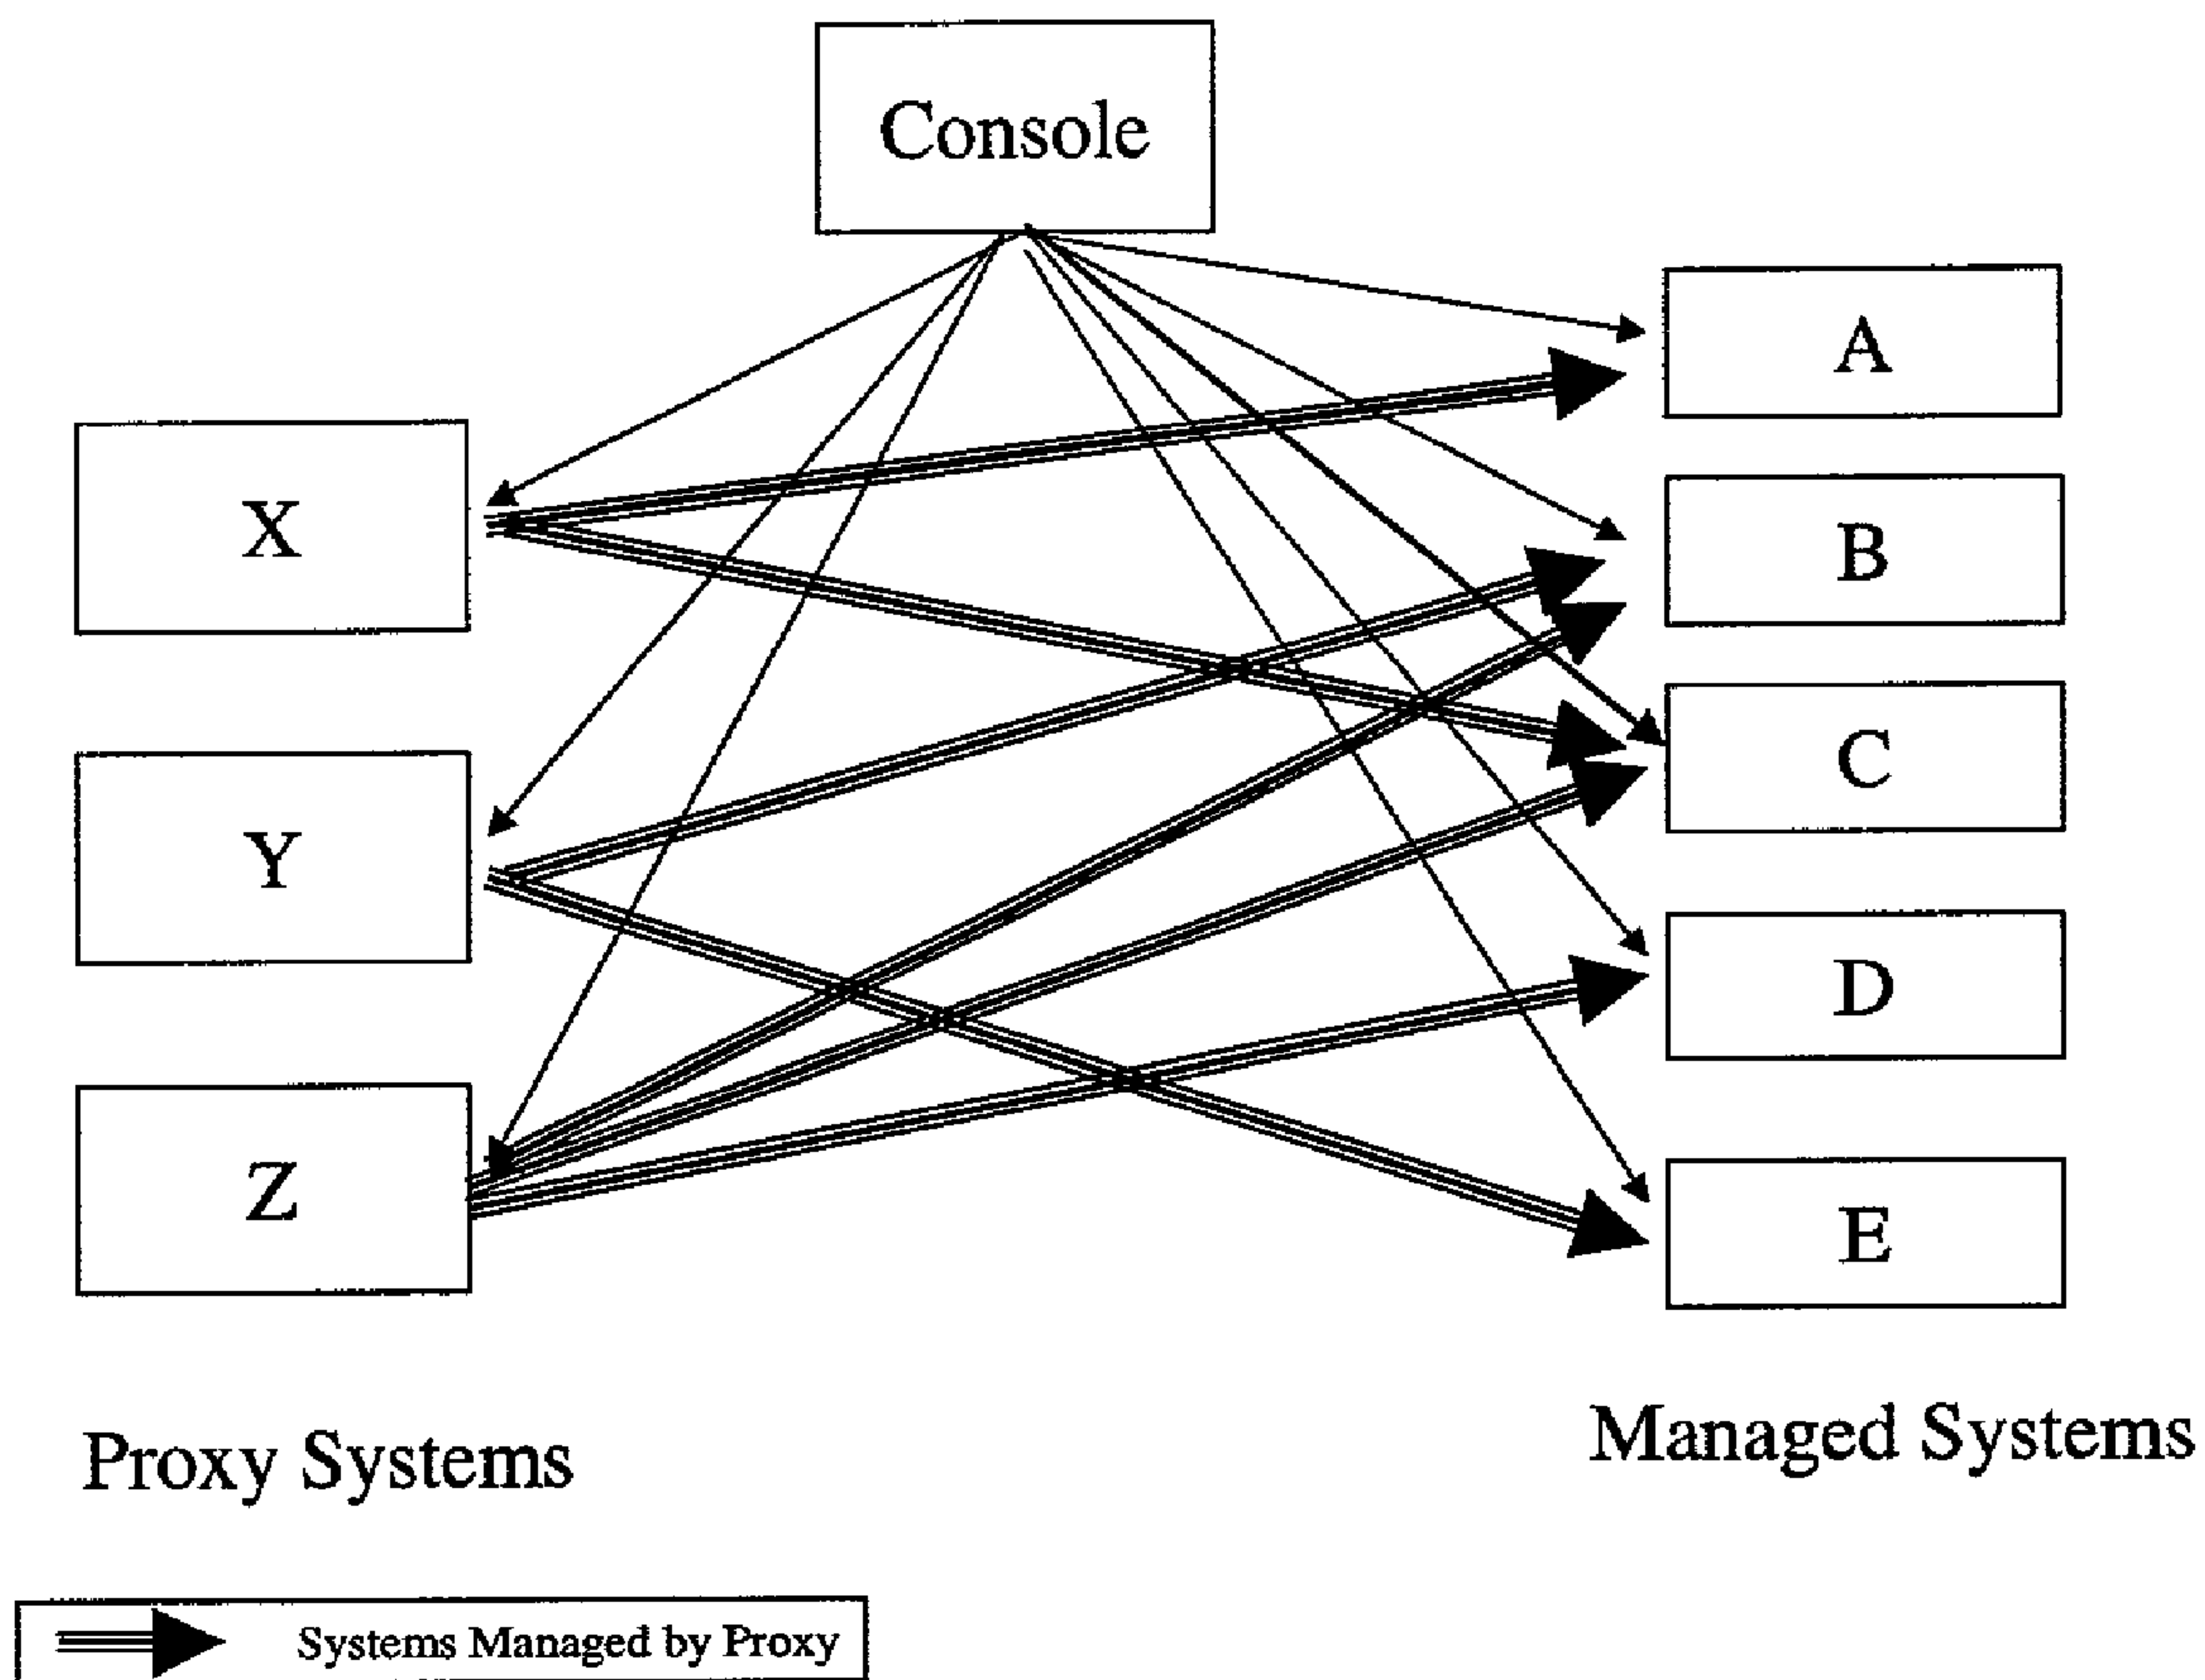 Console
A
X
B
C
Y
D
Z
E
Proxy Systems
Managed Systems
Systems Managed by Proxy